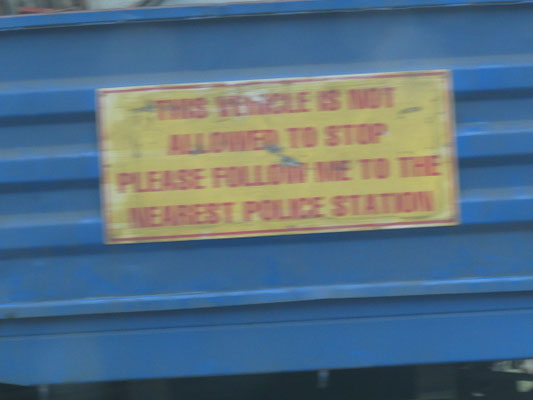 THIS VEHICLE IS NOT
ALLOWED TO STOP
PLEASE FOLLOW ME TO THE
NEAREST POLICE STATION